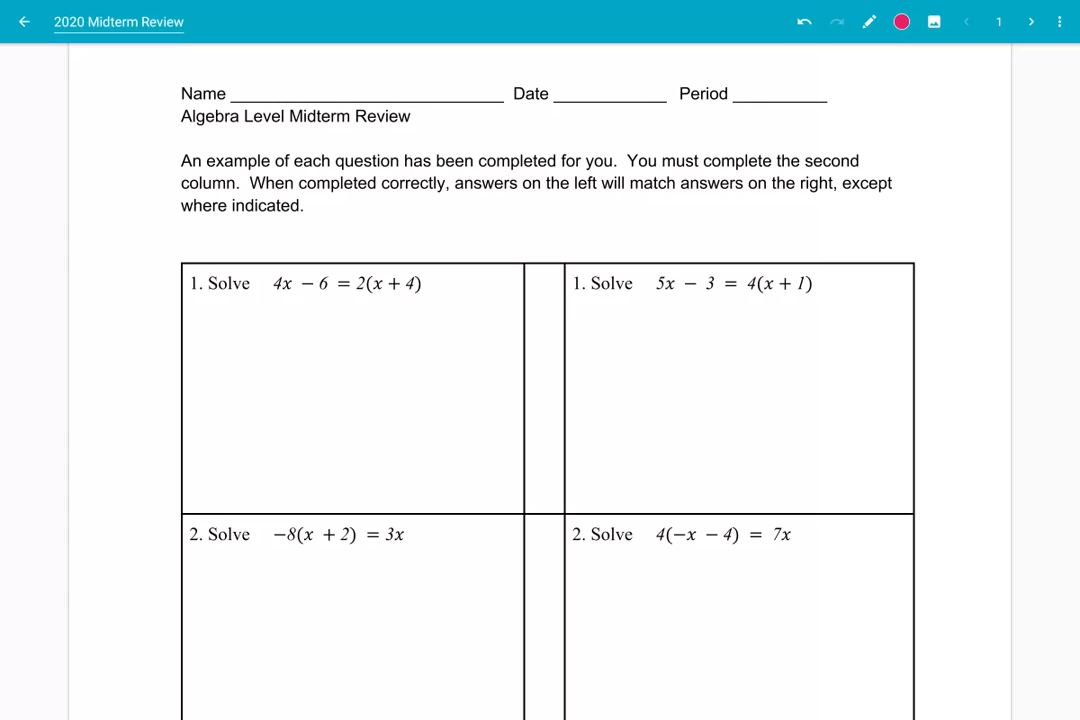 2020 Midterm Review
1
Name ______________________________ Date ____________ Period __________
Algebra Level Midterm Review
An example of each question has been completed for you.  You must complete the second
column.  When completed correctly, answers on the left will match answers on the right, except
where indicated.
1. Solve 4x − 6 = 2(x + 4)
1. Solve 5x − 3 = 4(x + 1)
2. Solve −8(x + 2) = 3x
2. Solve 4(−x − 4) = 7x